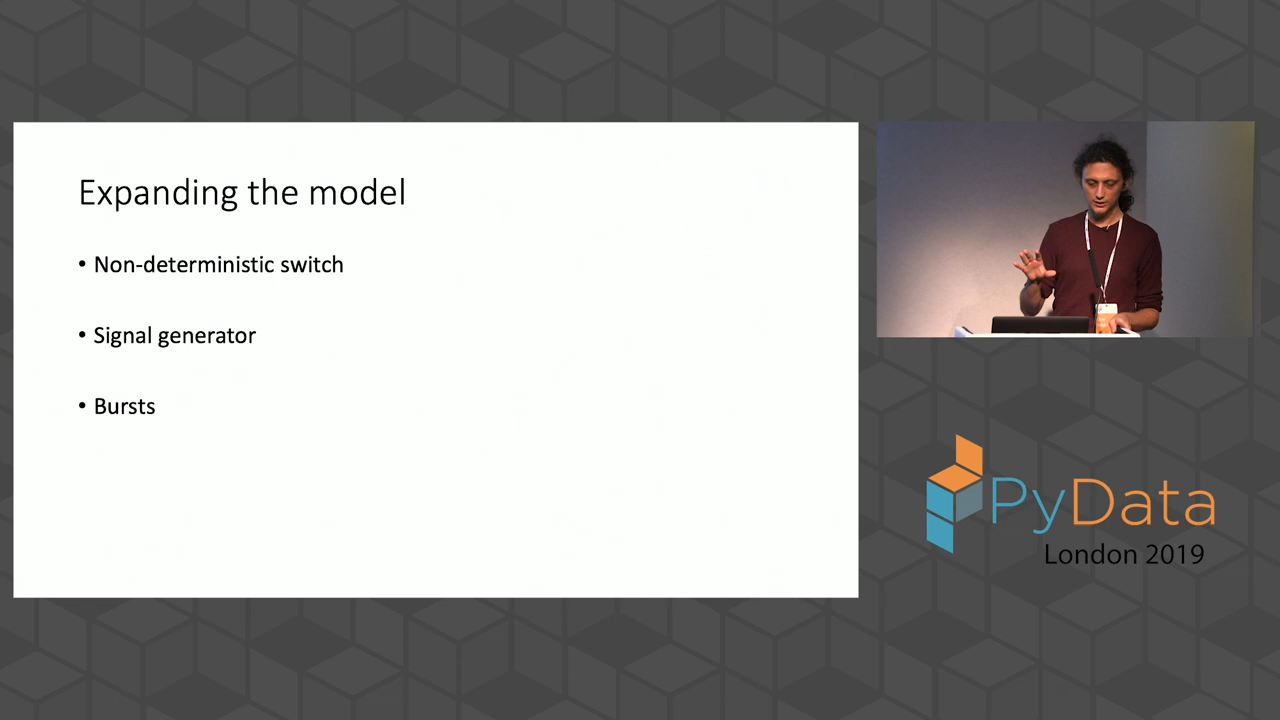 Expanding the model
• Non-deterministic switch
• Signal generator
• Bursts
PyData
London 2019